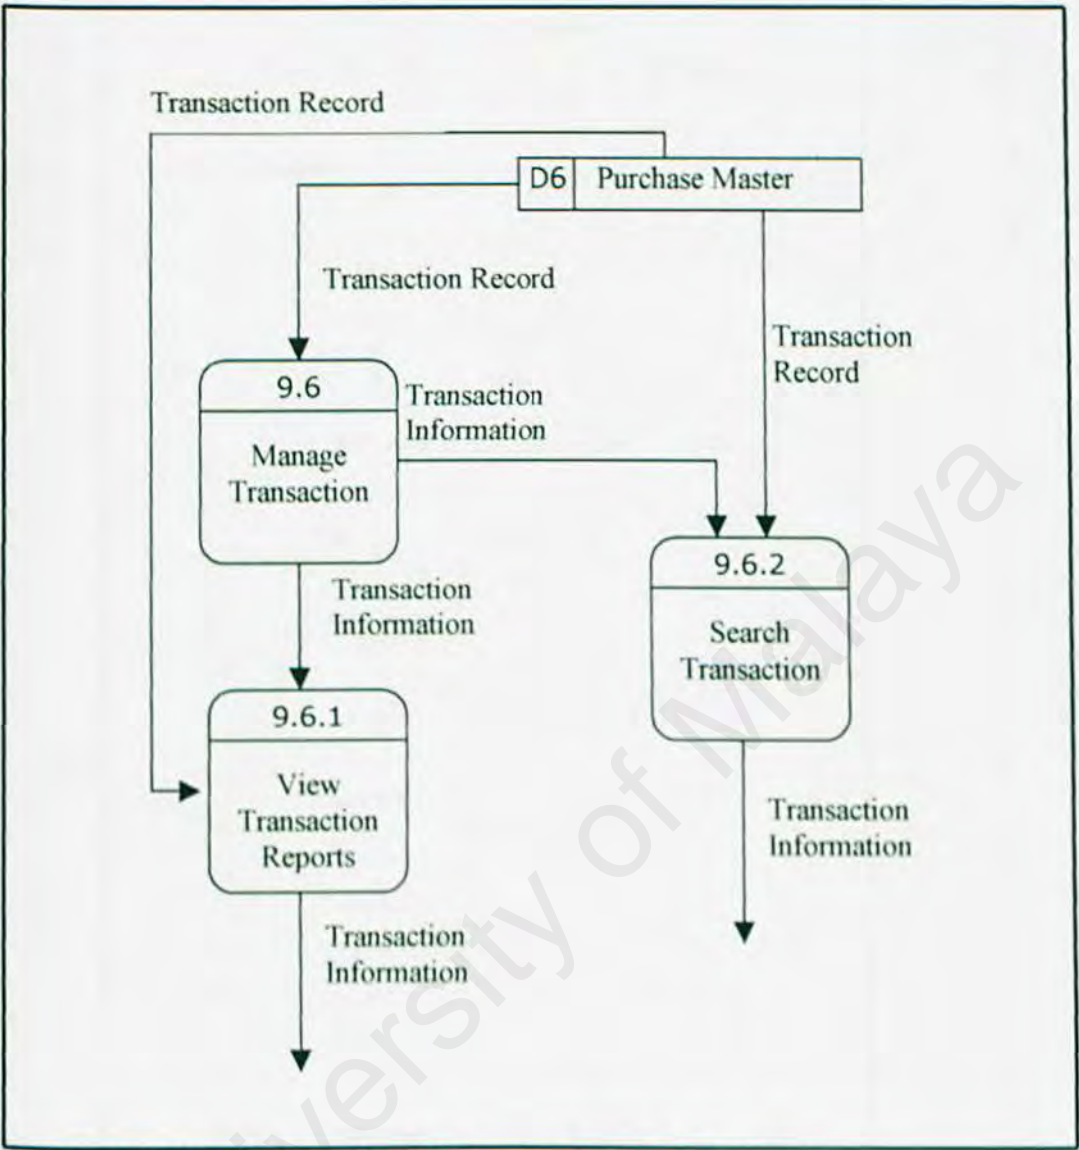 Transaction Record
D6 Purchase Master
Transaction Record
Transaction
Record
9.6
Manage
Transaction
Transaction
Information
9.6.2
Search
Transaction
Transaction
Information
9.6.1
View
Transaction
Reports
Transaction
Information
Transaction
Information
University of Malaya